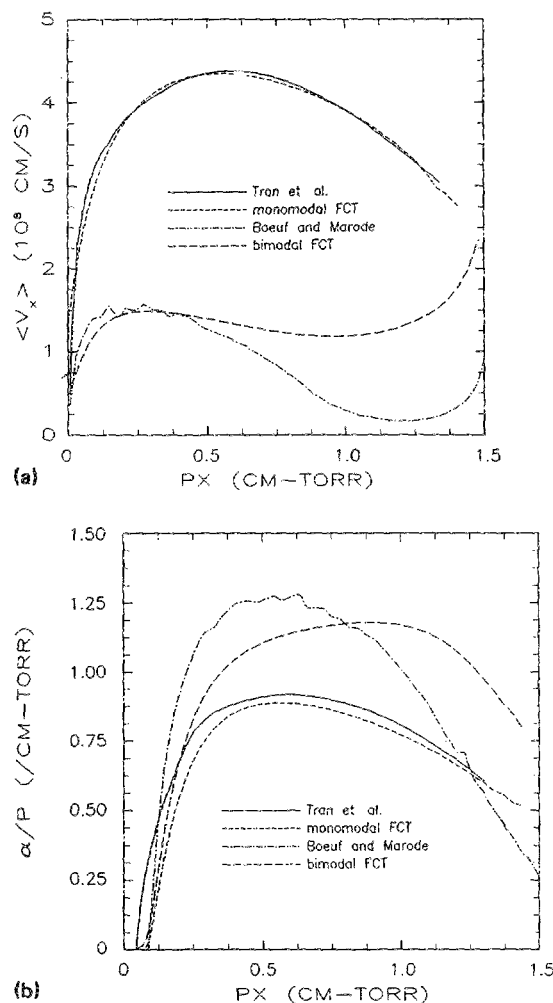 5
4
3
2
1
0
<Vₓ> (10⁸ CM/S)
Tran et al.
monomodal FCT
Boeuf and Marode
bimodal FCT
0 0.5 1.0 1.5
PX (CM-TORR)
(a)
1.50
1.25
1.00
0.75
0.50
0.25
0
α/P (/CM-TORR)
Tran et al.
monomodal FCT
Boeuf and Marode
bimodal FCT
0 0.5 1.0 1.5
PX (CM-TORR)
(b)